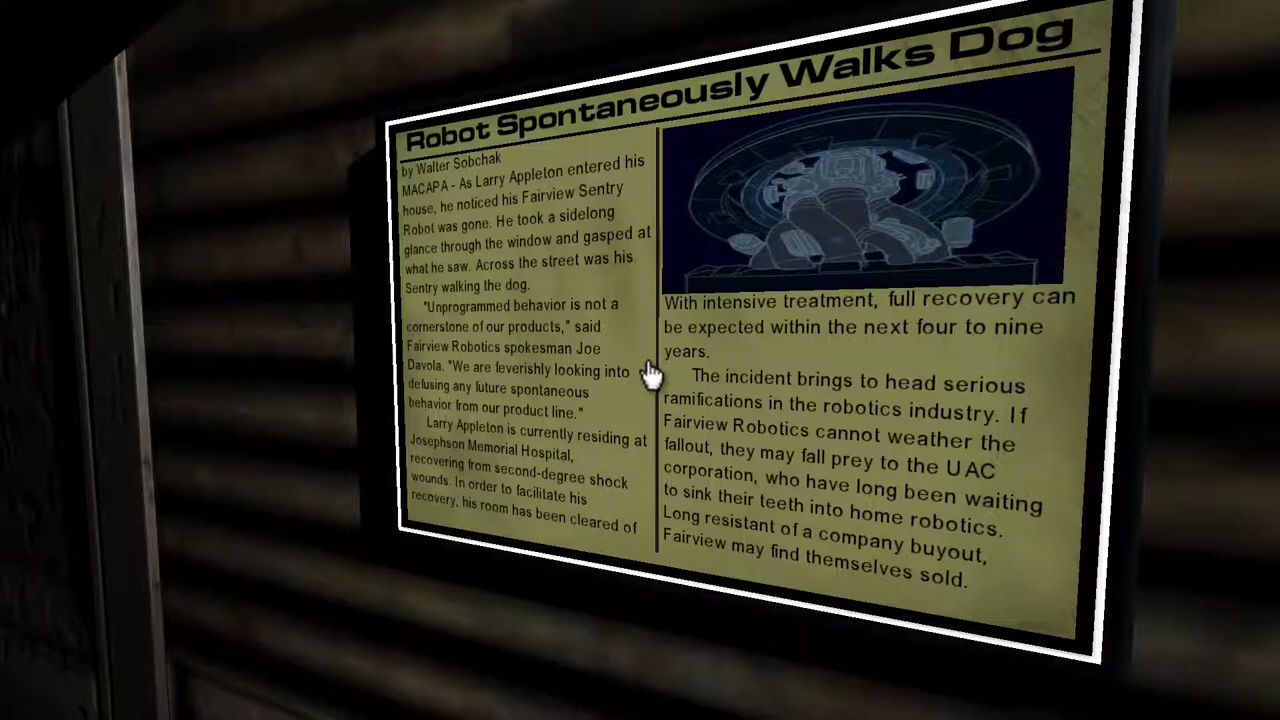 Robot Spontaneously Walks Dog
by Walter Sobchak
MACAPA - As Larry Appleton entered his
house, he noticed his Fairview Sentry
Robot was gone. He took a sidelong
glance through the window and gasped at
what he saw. Across the street was his
Sentry walking the dog.
"Unprogrammed behavior is not a
cornerstone of our products," said
Fairview Robotics spokesman Joe
Davola. "We are feverishly looking into
defusing any future spontaneous
behavior from our product line."
Larry Appleton is currently residing at
Josephson Memorial Hospital,
recovering from second-degree shock
wounds. In order to facilitate his
recovery, his room has been cleared of
With intensive treatment, full recovery can
be expected within the next four to nine
years.
The incident brings to head serious
ramifications in the robotics industry. If
Fairview Robotics cannot weather the
fallout, they may fall prey to the UAC
corporation, who have long been waiting
to sink their teeth into home robotics.
Long resistant of a company buyout,
Fairview may find themselves sold.